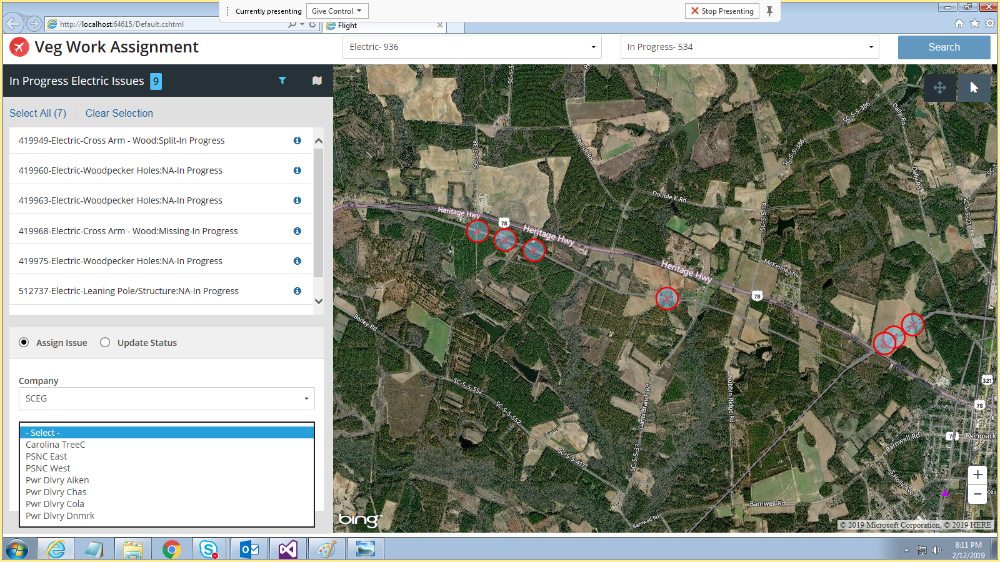 Currently presenting
Give Control
Stop Presenting
http://localhost:64615/Default.cshtml
Flight
Veg Work Assignment
Electric- 936
In Progress- 534
Search
In Progress Electric Issues 9
Select All (7)
Clear Selection
419949-Electric-Cross Arm - Wood:Split-In Progress
419960-Electric-Woodpecker Holes:NA-In Progress
419963-Electric-Woodpecker Holes:NA-In Progress
419968-Electric-Cross Arm - Wood:Missing-In Progress
419975-Electric-Woodpecker Holes:NA-In Progress
512737-Electric-Leaning Pole/Structure:NA-In Progress
Assign Issue
Update Status
Company
SCEG
- Select -
Carolina TreeC
PSNC East
PSNC West
Pwr Dlvry Aiken
Pwr Dlvry Chas
Pwr Dlvry Cola
Pwr Dlvry Dnmrk
SC-S-5-38
Peanut Rd
SC-S-5-386
Dally Rd
SC-S-5-386
Dally Rd
Double K Rd
SC-S-5-34
SC-S-5-271
Heritage Hwy
78
Heritage Hwy
Heritage Hwy
McKenna Ln
78
Barley Rd
SC-S-5-552
SC-S-5-552
SC-S-5-417
Gants Branch Rd
SC-S-5-33
Nubbin Ridge Rd
321
78
Denmark
Barnwell Rd
S Holly Ave
Barnwell Rd
Barnwell Rd
bing
© 2019 Microsoft Corporation, © 2019 HERE
8:11 PM
2/12/2019